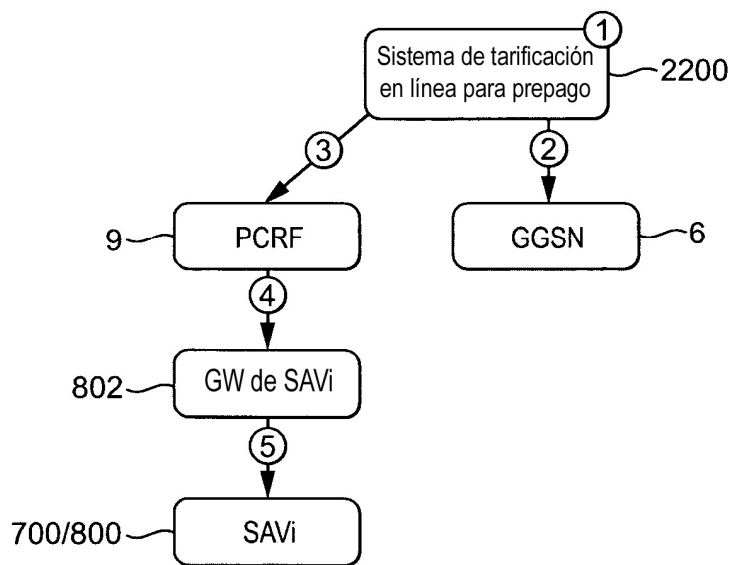 1
Sistema de tarificación
en línea para prepago
2200
3
2
9
PCRF
GGSN
6
4
802
GW de SAVi
5
700/800
SAVi